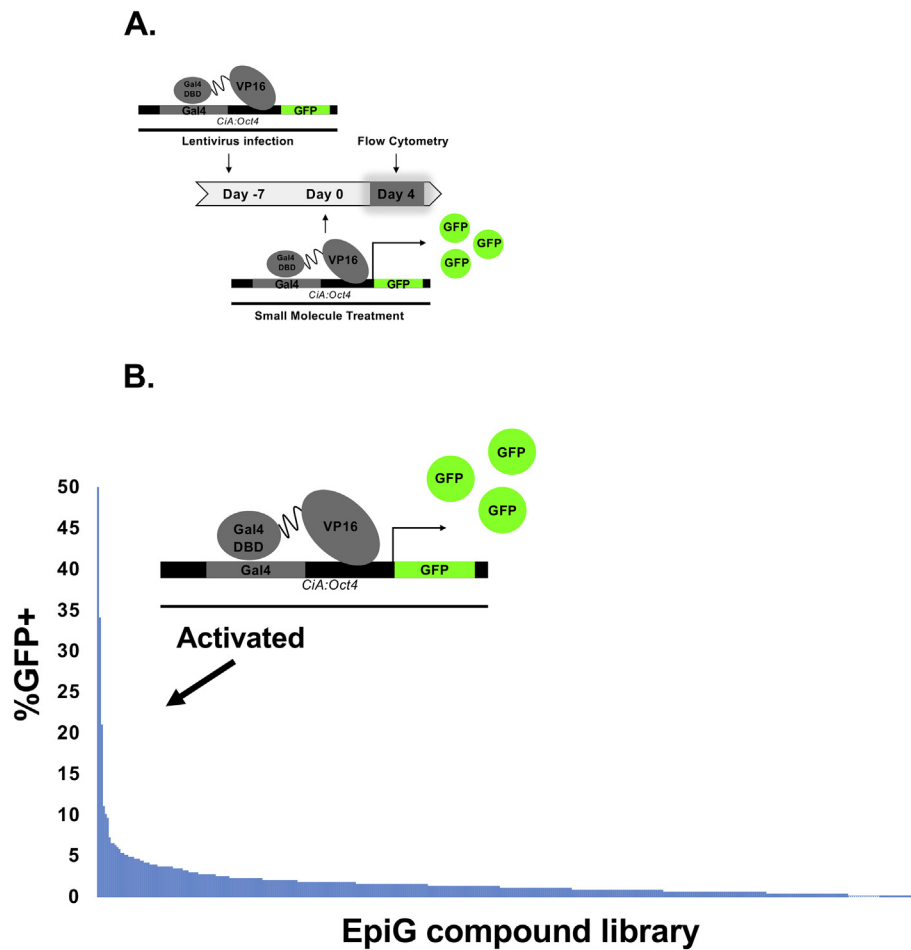 A.
Gal4
DBD
VP16
Gal4
GFP
CiA:Oct4
Lentivirus infection
Flow Cytometry
Day -7
Day 0
Day 4
GFP
GFP
GFP
Gal4
DBD
VP16
Gal4
GFP
CiA:Oct4
Small Molecule Treatment
B.
GFP
GFP
GFP
Gal4
DBD
VP16
Gal4
GFP
CiA:Oct4
Activated
%GFP+
50
45
40
35
30
25
20
15
10
5
0
EpiG compound library